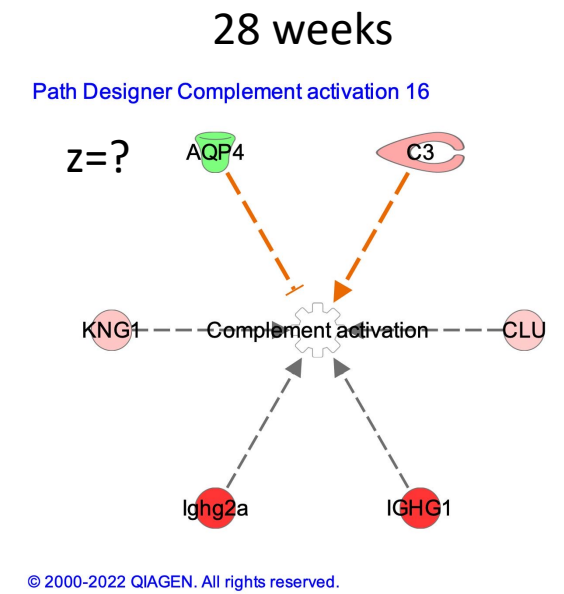 28 weeks
Path Designer Complement activation 16
z=?
AQP4
C3
KNG1
Complement activation
CLU
Ighg2a
IGHG1
© 2000-2022 QIAGEN. All rights reserved.